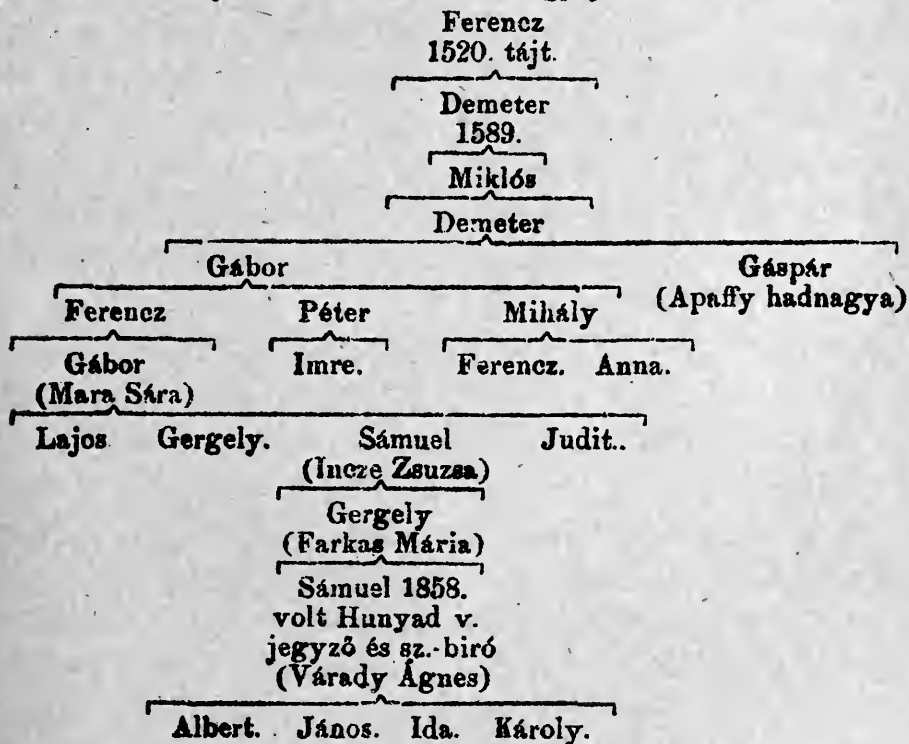 Ferencz
1520. tájt.
Demeter
1589.
Miklós
Demeter
Gábor Gáspár
(Apaffy hadnagya)
Ferencz Péter Mihály
Gábor Imre. Ferencz. Anna.
(Mara Sára)
Lajos Gergely. Sámuel Judit..
(Incze Zsuzsa)
Gergely
(Farkas Mária)
Sámuel 1858.
volt Hunyad v.
jegyző és sz.-biró
(Várady Ágnes)
Albert. János. Ida. Károly.